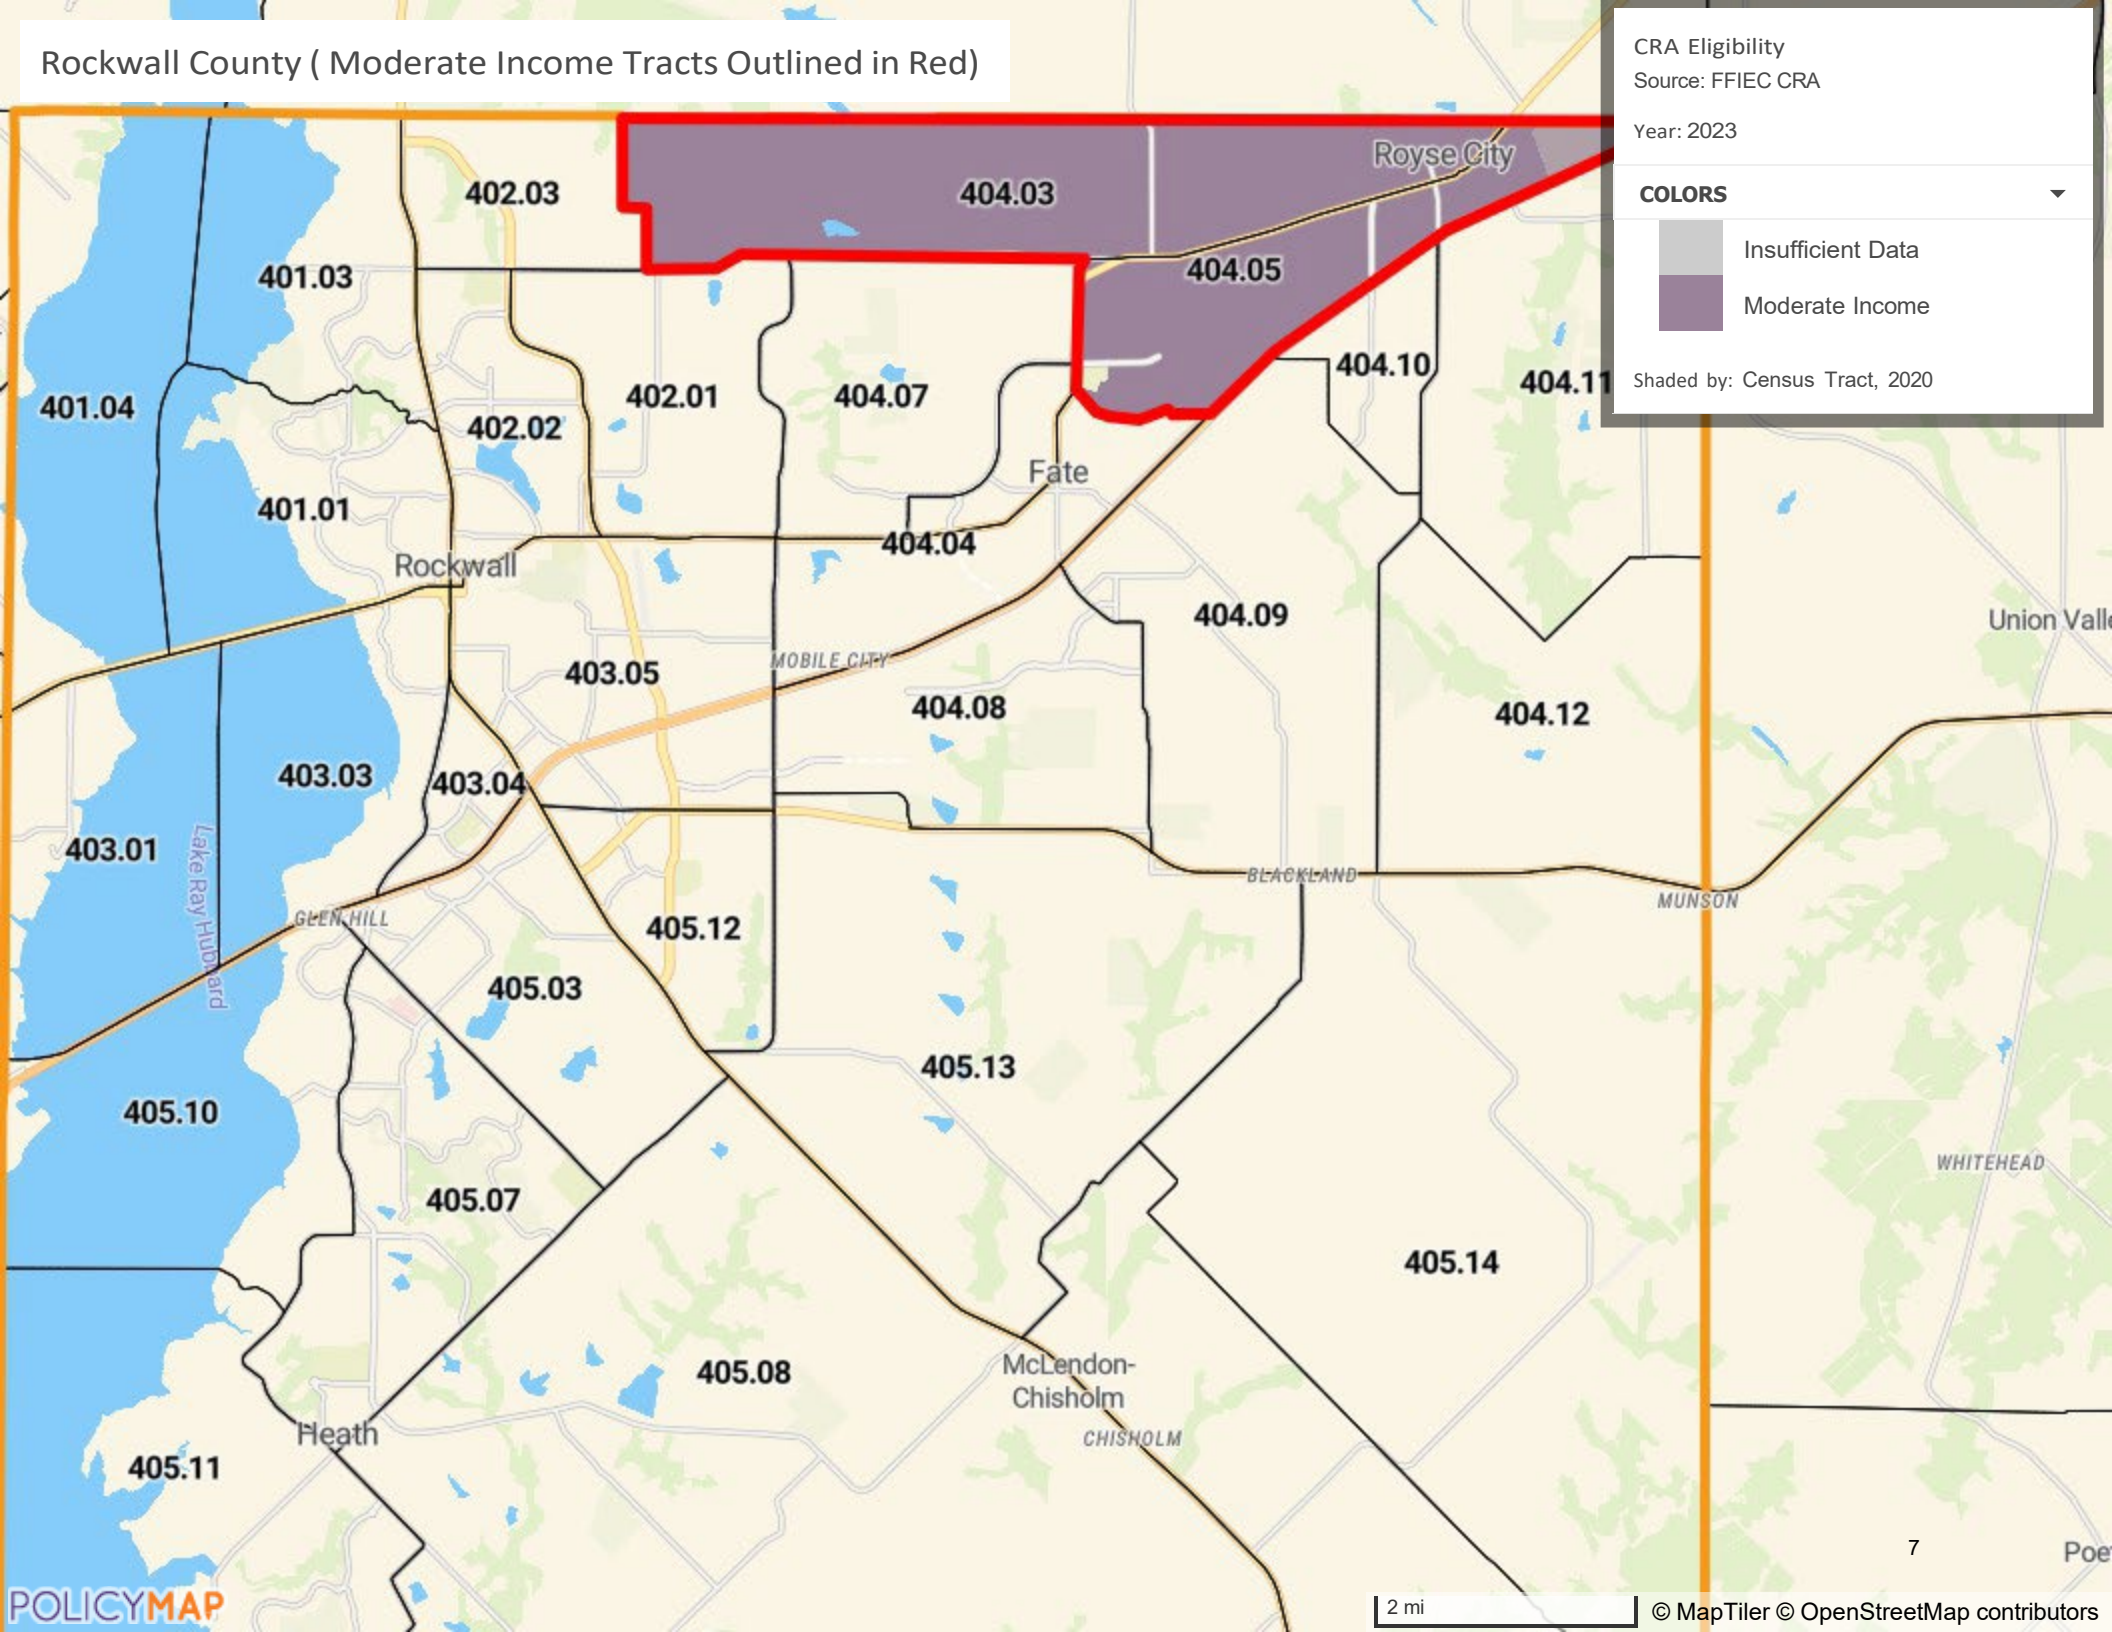 Rockwall County ( Moderate Income Tracts Outlined in Red)
CRA Eligibility
Source: FFIEC CRA
Year: 2023
COLORS
Insufficient Data
Moderate Income
Shaded by: Census Tract, 2020
Royse City
402.03
404.03
401.03
404.05
404.10
404.11
401.04
402.01
404.07
402.02
Fate
401.01
404.04
Rockwall
404.09
Union Valle
MOBILE CITY
403.05
404.08
404.12
403.03
403.04
403.01
Lake Ray Hubbard
BLACKLAND
MUNSON
GLEN HILL
405.12
405.03
405.13
405.10
WHITEHEAD
405.07
405.14
405.08
McLendon-
Chisholm
Heath
CHISHOLM
405.11
7
Poe
POLICYMAP
2 mi
© MapTiler © OpenStreetMap contributors